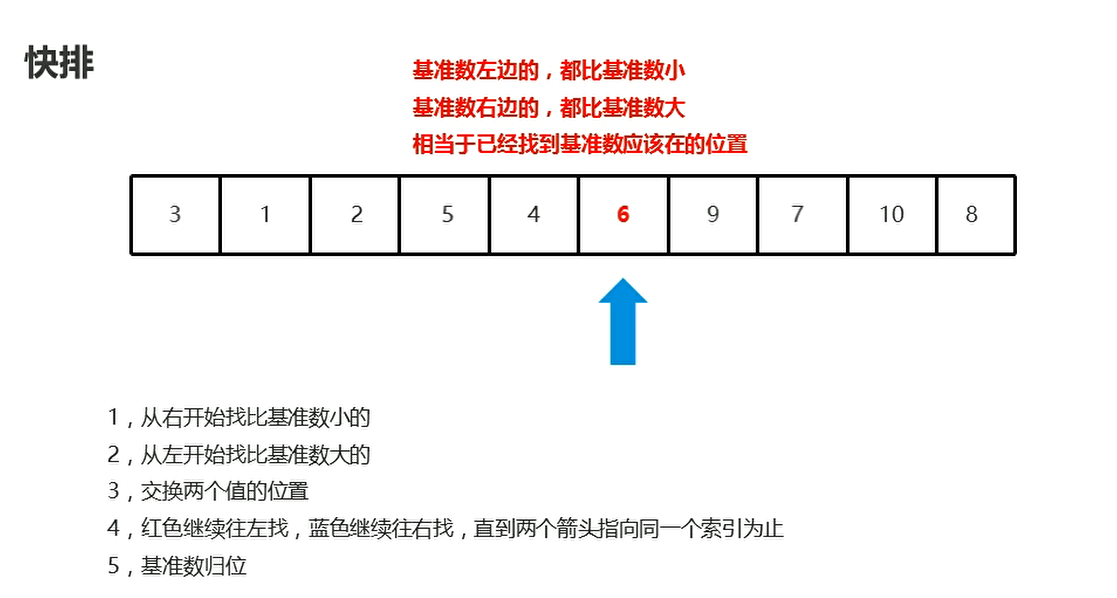 快排
基准数左边的，都比基准数小
基准数右边的，都比基准数大
相当于已经找到基准数应该在的位置
3 1 2 5 4 6 9 7 10 8
1，从右开始找比基准数小的
2，从左开始找比基准数大的
3，交换两个值的位置
4，红色继续往左找，蓝色继续往右找，直到两个箭头指向同一个索引为止
5，基准数归位